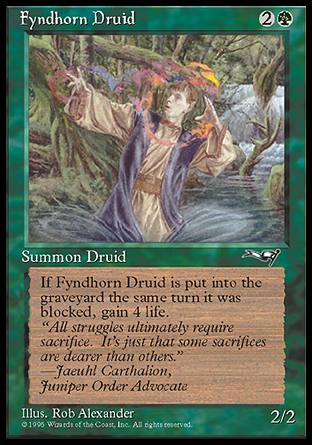 Fyndhorn Druid 2
Summon Druid
If Fyndhorn Druid is put into the
graveyard the same turn it was
blocked, gain 4 life.
“All struggles ultimately require
sacrifice. It’s just that some sacrifices
are dearer than others.”
—Jaeuhl Carthalion,
Juniper Order Advocate
Illus. Rob Alexander
© 1996 Wizards of the Coast, Inc. All rights reserved.
2/2